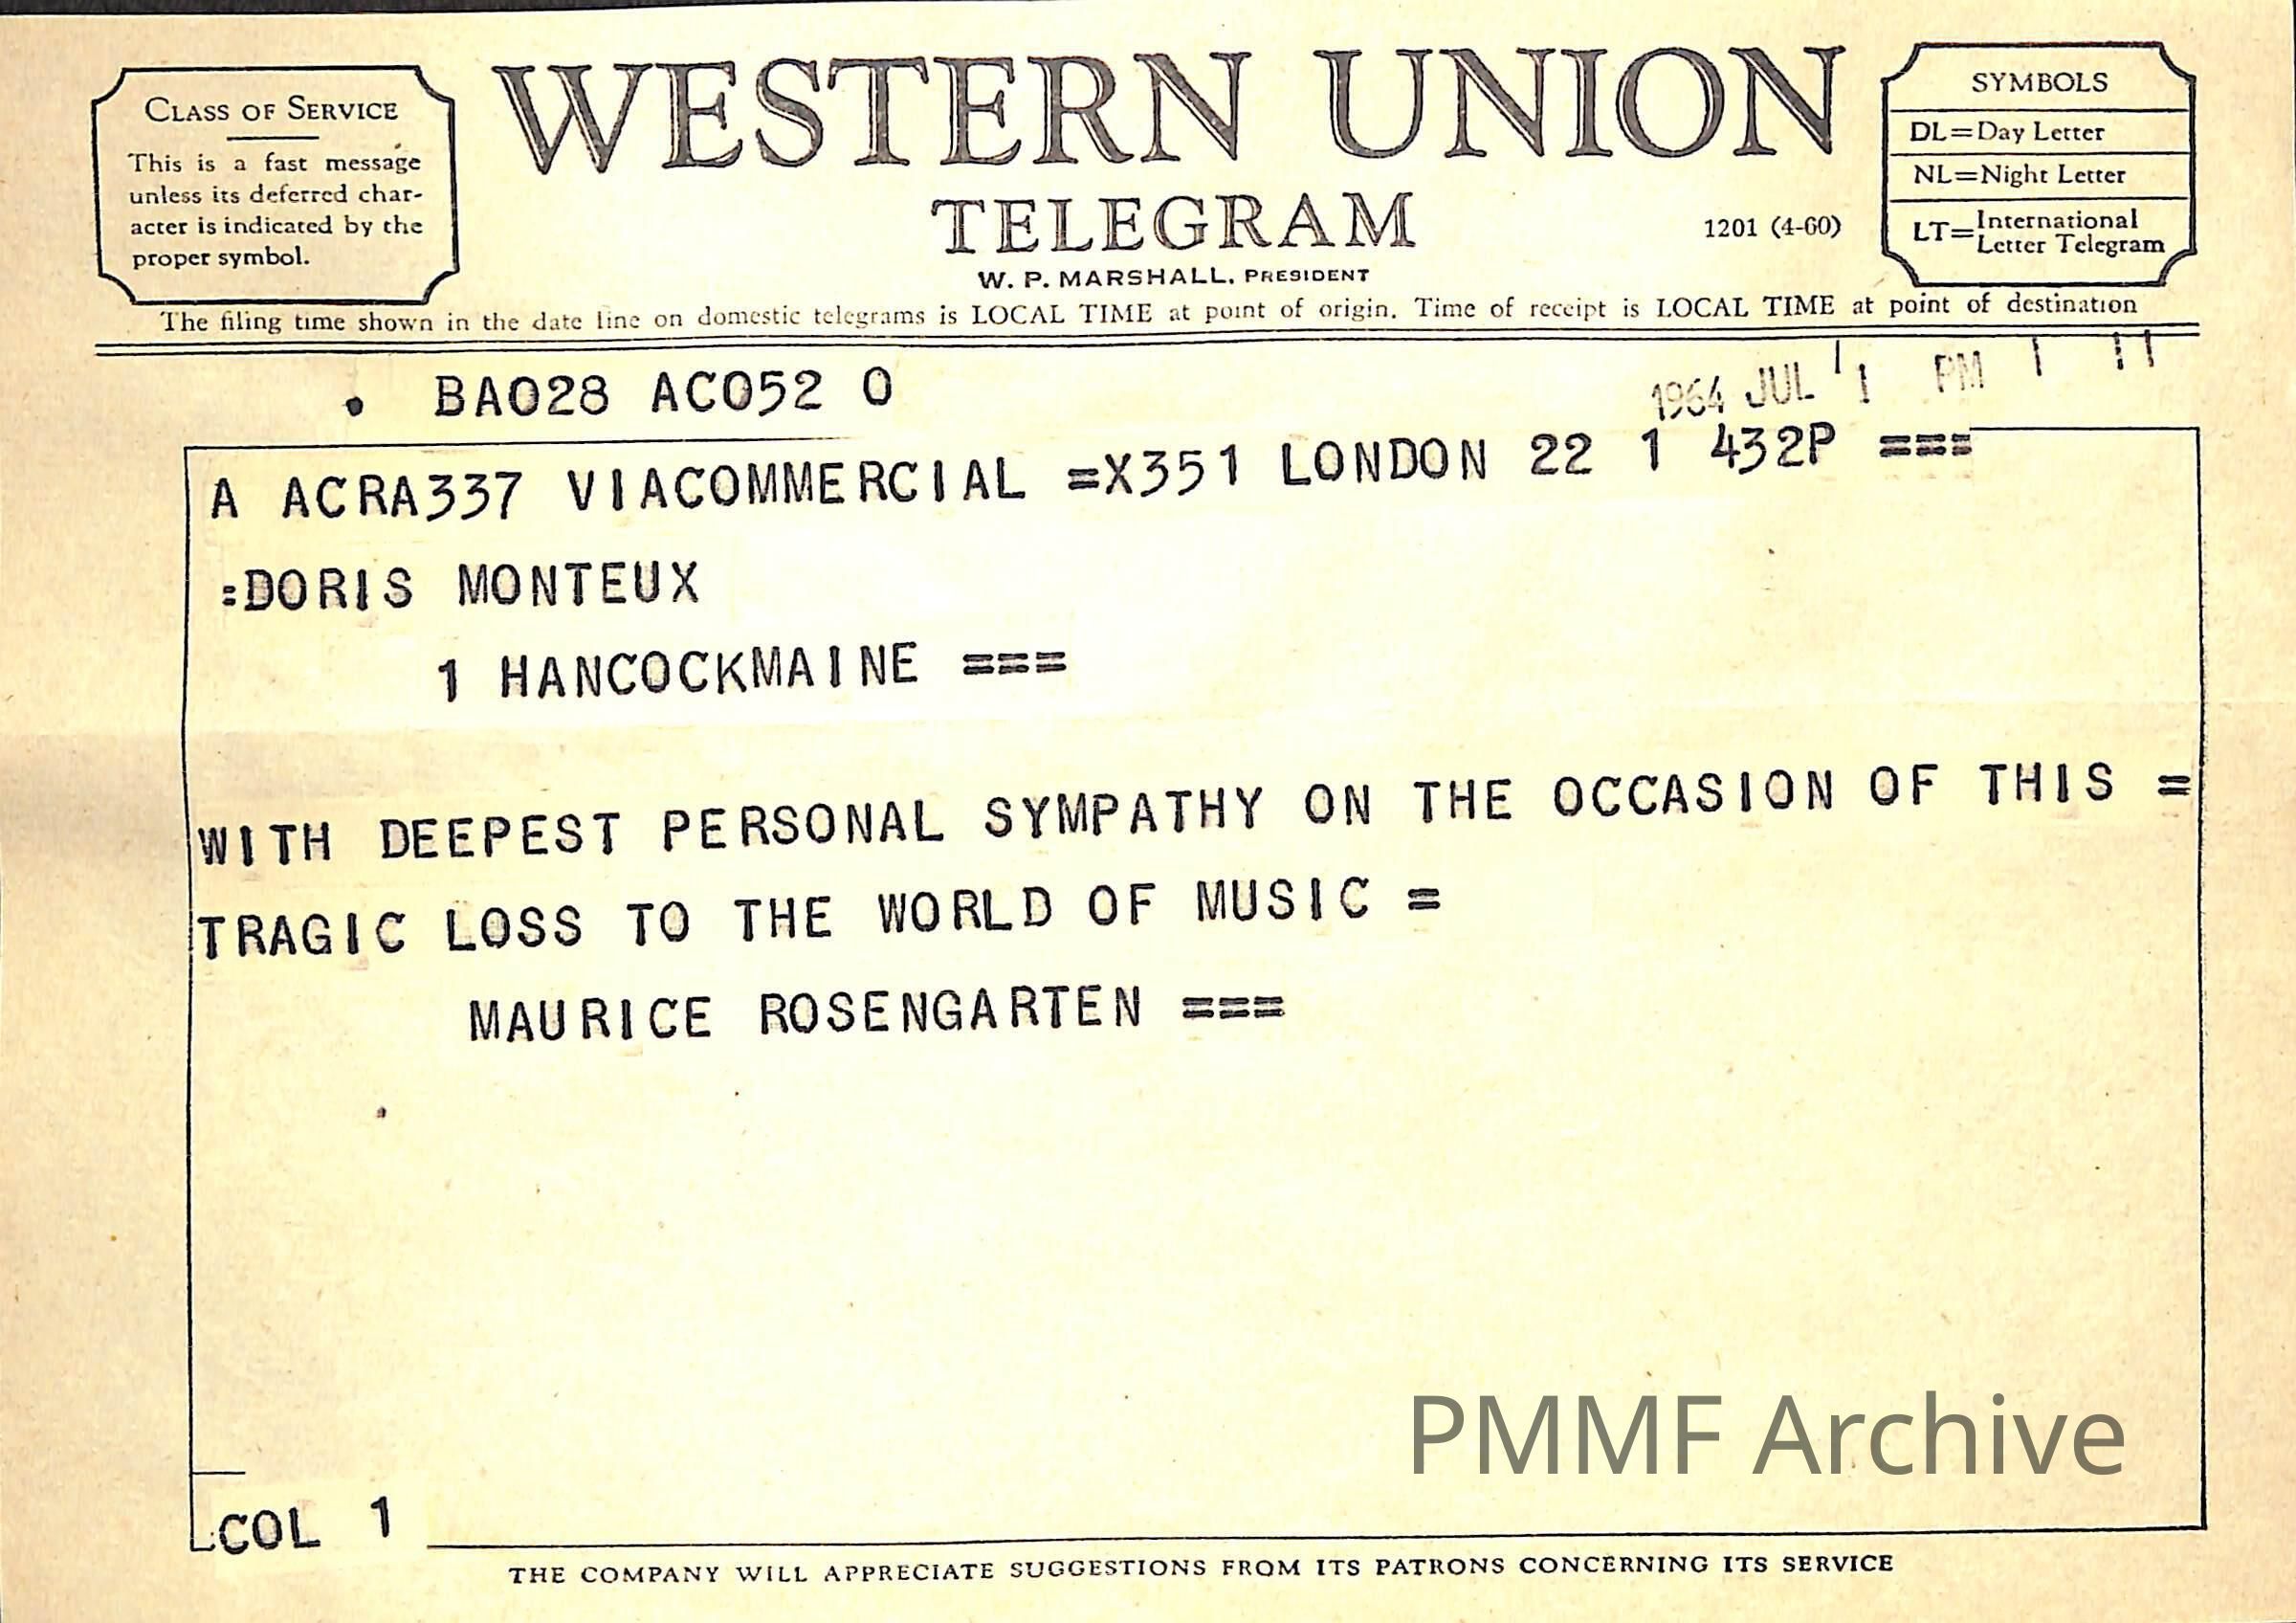 CLASS OF SERVICE
This is a fast message
unless its deferred char-
acter is indicated by the
proper symbol.
WESTERN UNION
TELEGRAM
W. P. MARSHALL, PRESIDENT
1201 (4-60)
SYMBOLS
DL=Day Letter
NL=Night Letter
LT=International
Letter Telegram
The filing time shown in the date line on domestic telegrams is LOCAL TIME at point of origin. Time of receipt is LOCAL TIME at point of destination
1964 JUL 1 PM 1 11
BA028 AC052 O
A ACRA337 VIACOMMERCIAL =X351 LONDON 22 1 432P ===
:DORIS MONTEUX
1 HANCOCKMAINE ===
WITH DEEPEST PERSONAL SYMPATHY ON THE OCCASION OF THIS =
TRAGIC LOSS TO THE WORLD OF MUSIC =
MAURICE ROSENGARTEN ===
PMMF Archive
COL 1
THE COMPANY WILL APPRECIATE SUGGESTIONS FROM ITS PATRONS CONCERNING ITS SERVICE